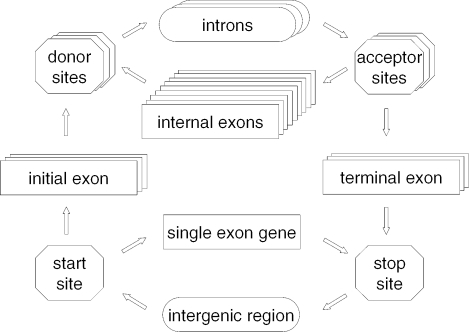 introns
donor
sites
acceptor
sites
internal exons
initial exon
terminal exon
single exon gene
start
site
stop
site
intergenic region